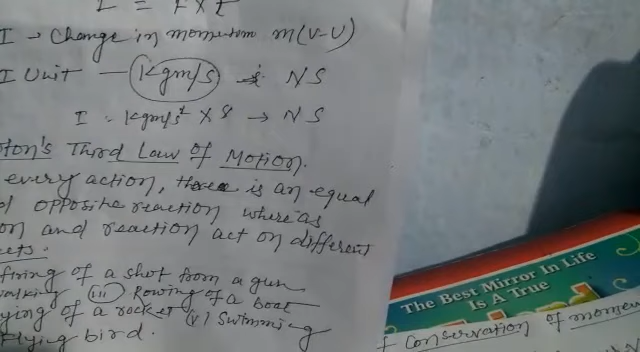 I = F x t
I → Change in momentum m(V-U)
I Unit — Kgm/s & NS
I - Kgm/s² X S → NS
ton's Third Law of Motion.
every action, there is an equal
d opposite reaction where as
on and reaction act on different
firing of a shot from a gun
walking (iii) Rowing of a boat
ying of a rocket (v) Swimming
Flying bird.
The Best Mirror In Life
Is A True
f conservation of momentum